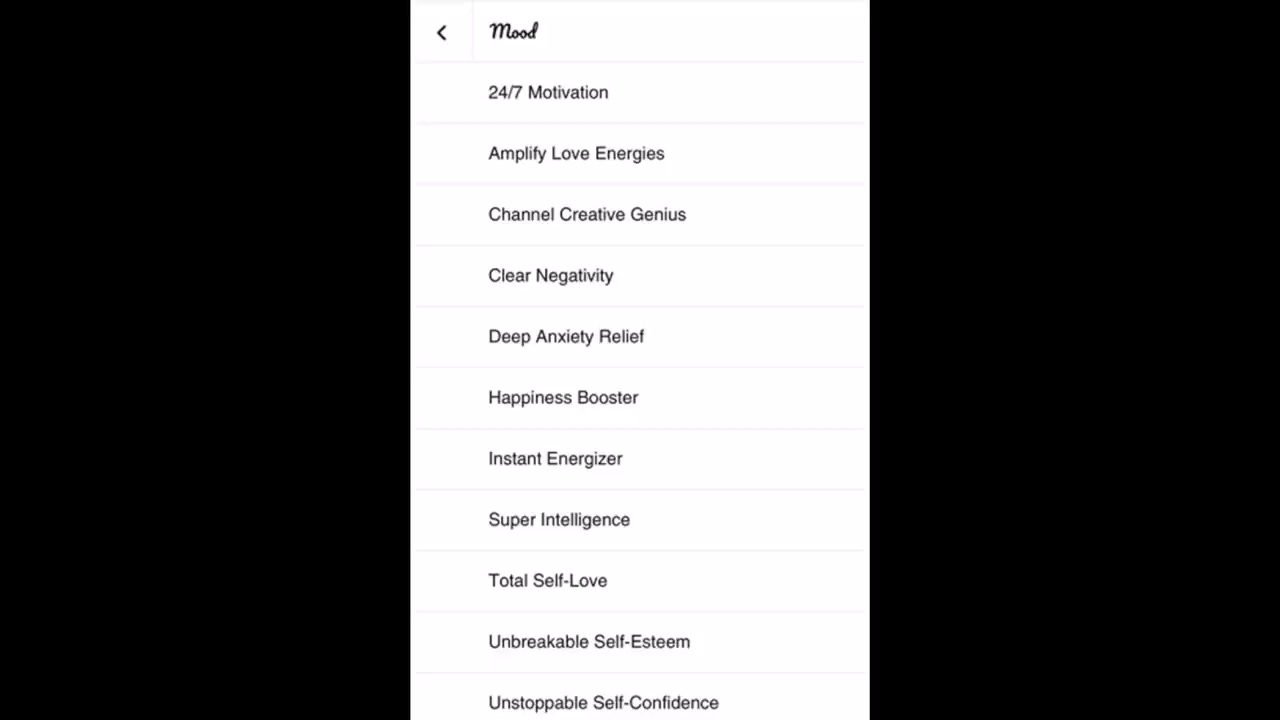 Mood
24/7 Motivation
Amplify Love Energies
Channel Creative Genius
Clear Negativity
Deep Anxiety Relief
Happiness Booster
Instant Energizer
Super Intelligence
Total Self-Love
Unbreakable Self-Esteem
Unstoppable Self-Confidence